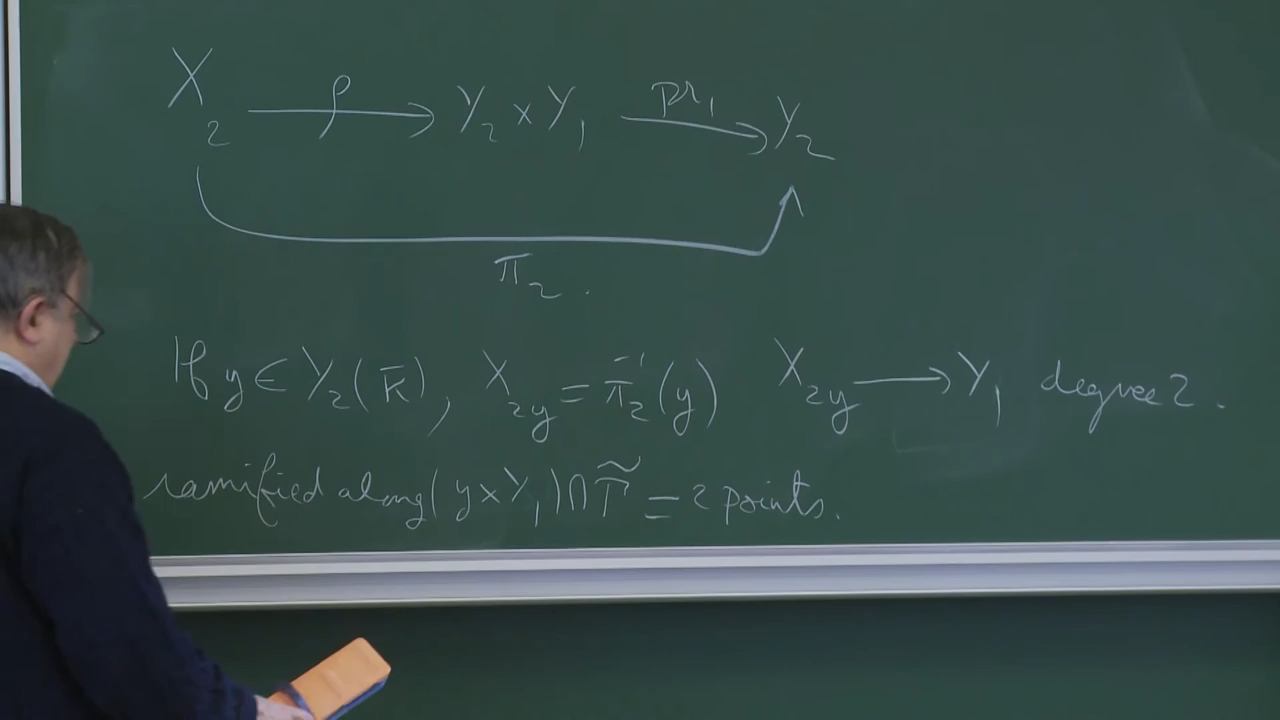 X₂ —ρ→ Y₂ × Y₁ —pr₁→ Y₂
π₂ .
If y ∈ Y₂(k̄), X₂y = π₂⁻¹(y) X₂y → Y₁ degree 2.
ramified along (y × Y₁) ∩ T̃ = 2 points.